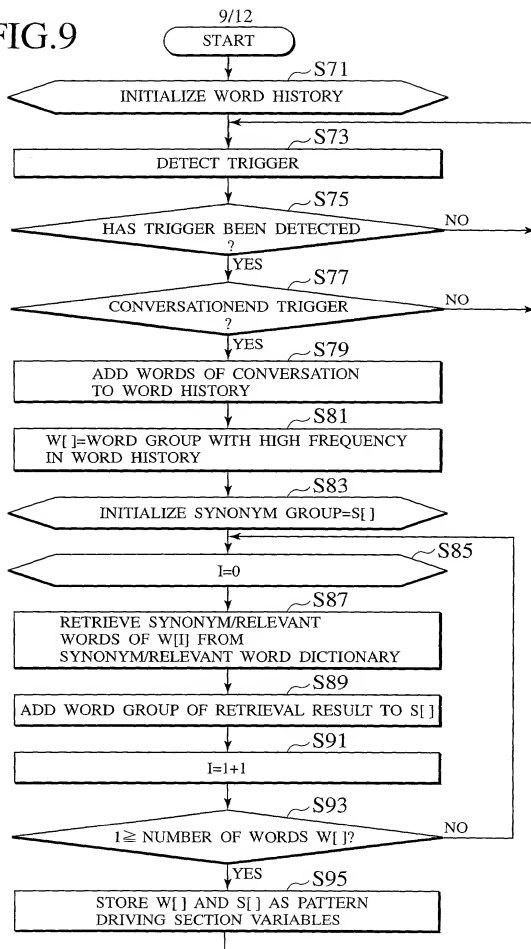 FIG.9
9/12
START
S71
INITIALIZE WORD HISTORY
S73
DETECT TRIGGER
S75
HAS TRIGGER BEEN DETECTED
?
NO
YES
S77
CONVERSATIONEND TRIGGER
?
NO
YES
S79
ADD WORDS OF CONVERSATION
TO WORD HISTORY
S81
W[ ]=WORD GROUP WITH HIGH FREQUENCY
IN WORD HISTORY
S83
INITIALIZE SYNONYM GROUP=S[ ]
S85
I=0
S87
RETRIEVE SYNONYM/RELEVANT
WORDS OF W[I] FROM
SYNONYM/RELEVANT WORD DICTIONARY
S89
ADD WORD GROUP OF RETRIEVAL RESULT TO S[ ]
S91
I=1+1
S93
1≧ NUMBER OF WORDS W[ ]?
NO
YES
S95
STORE W[ ] AND S[ ] AS PATTERN
DRIVING SECTION VARIABLES